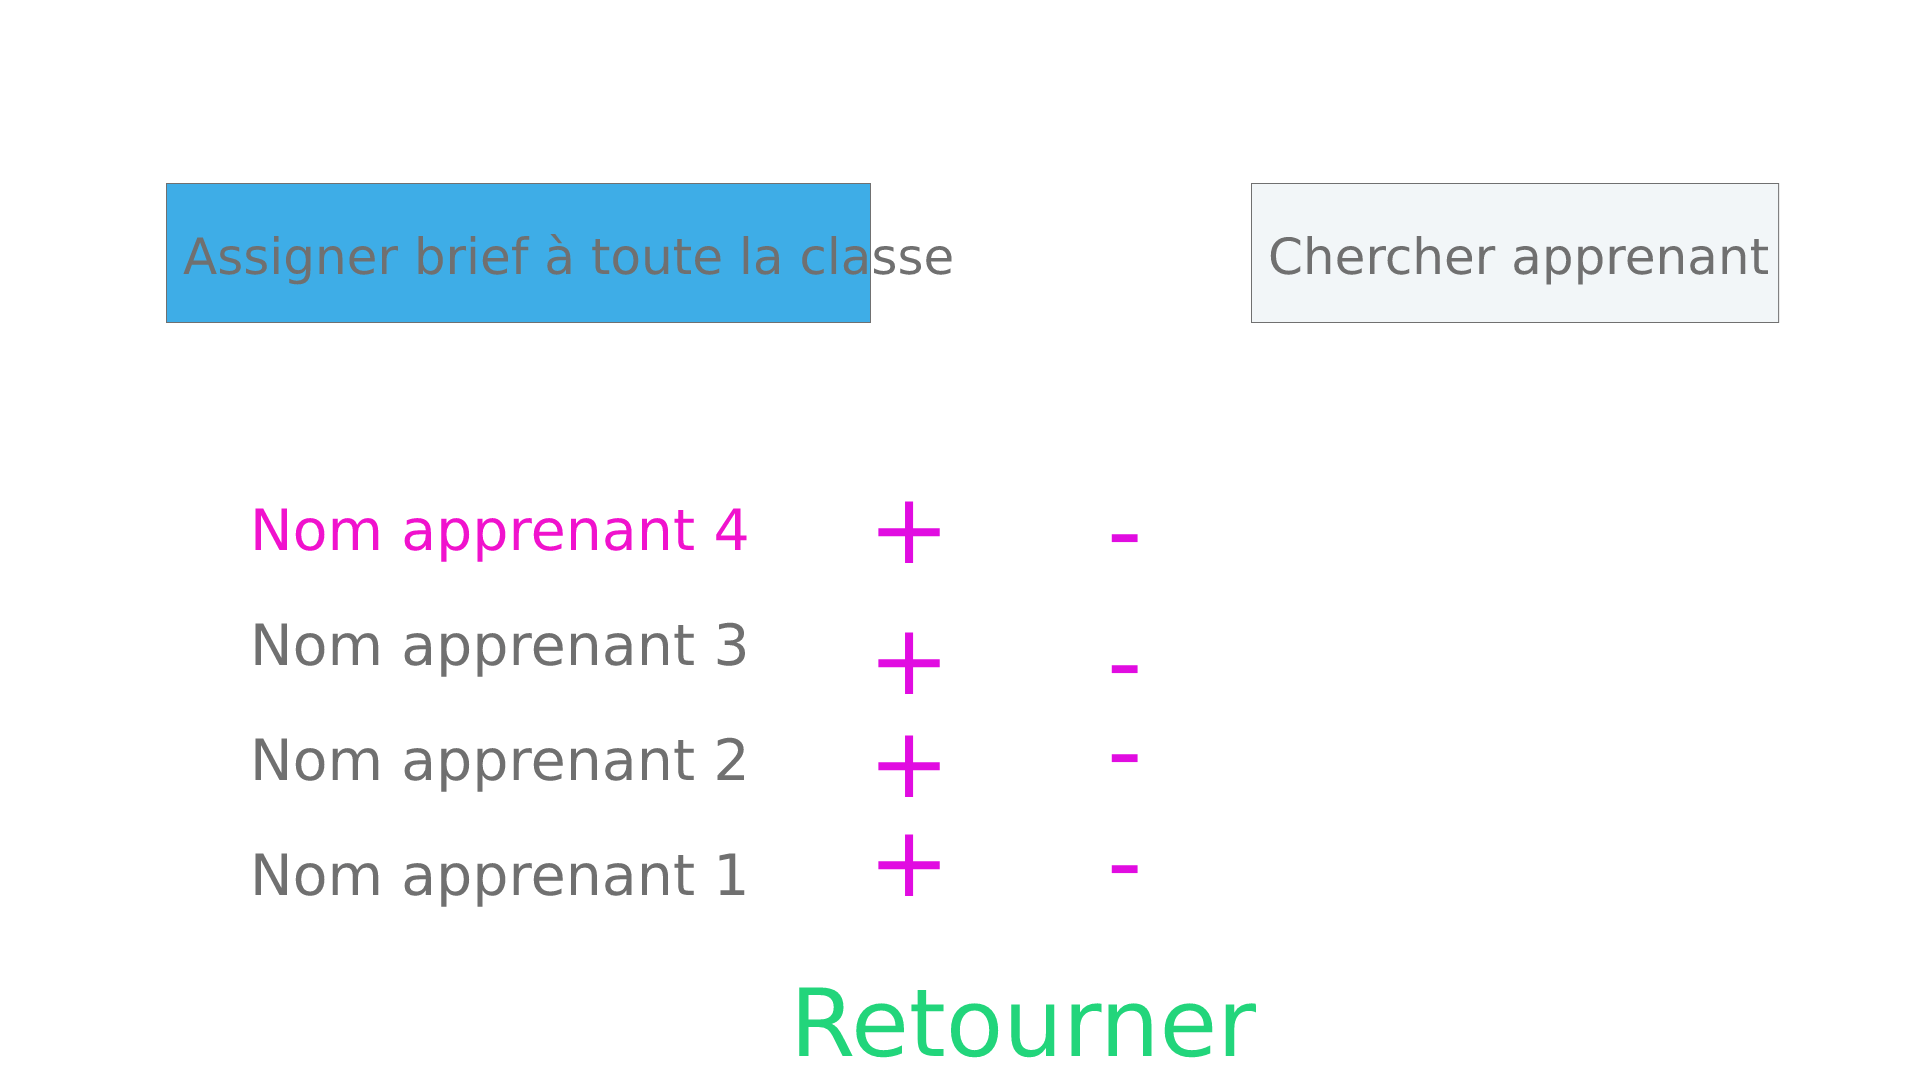 Assigner brief à toute la classe
Chercher apprenant
Nom apprenant 4 + -
Nom apprenant 3 + -
Nom apprenant 2 + -
Nom apprenant 1 + -
Retourner